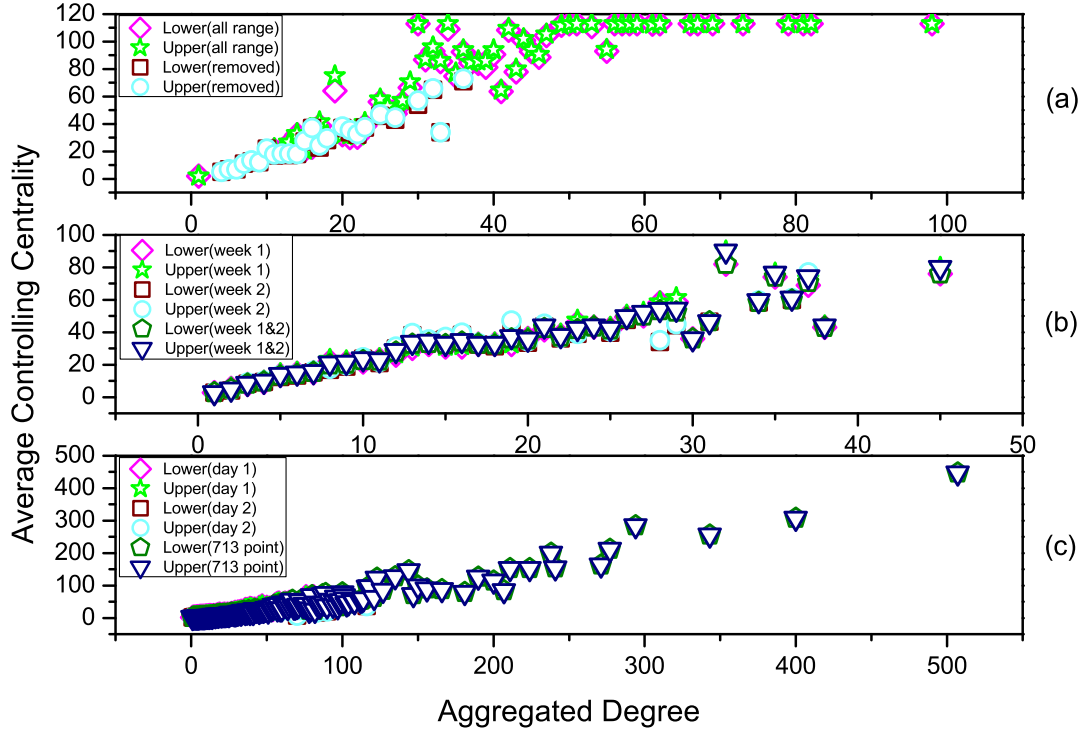 Average Controlling Centrality
120
100
80
60
40
20
0
Lower(all range)
Upper(all range)
Lower(removed)
Upper(removed)
(a)
0 20 40 60 80 100
100
80
60
40
20
0
Lower(week 1)
Upper(week 1)
Lower(week 2)
Upper(week 2)
Lower(week 1&2)
Upper(week 1&2)
(b)
0 10 20 30 40 50
500
400
300
200
100
0
Lower(day 1)
Upper(day 1)
Lower(day 2)
Upper(day 2)
Lower(713 point)
Upper(713 point)
(c)
0 100 200 300 400 500
Aggregated Degree